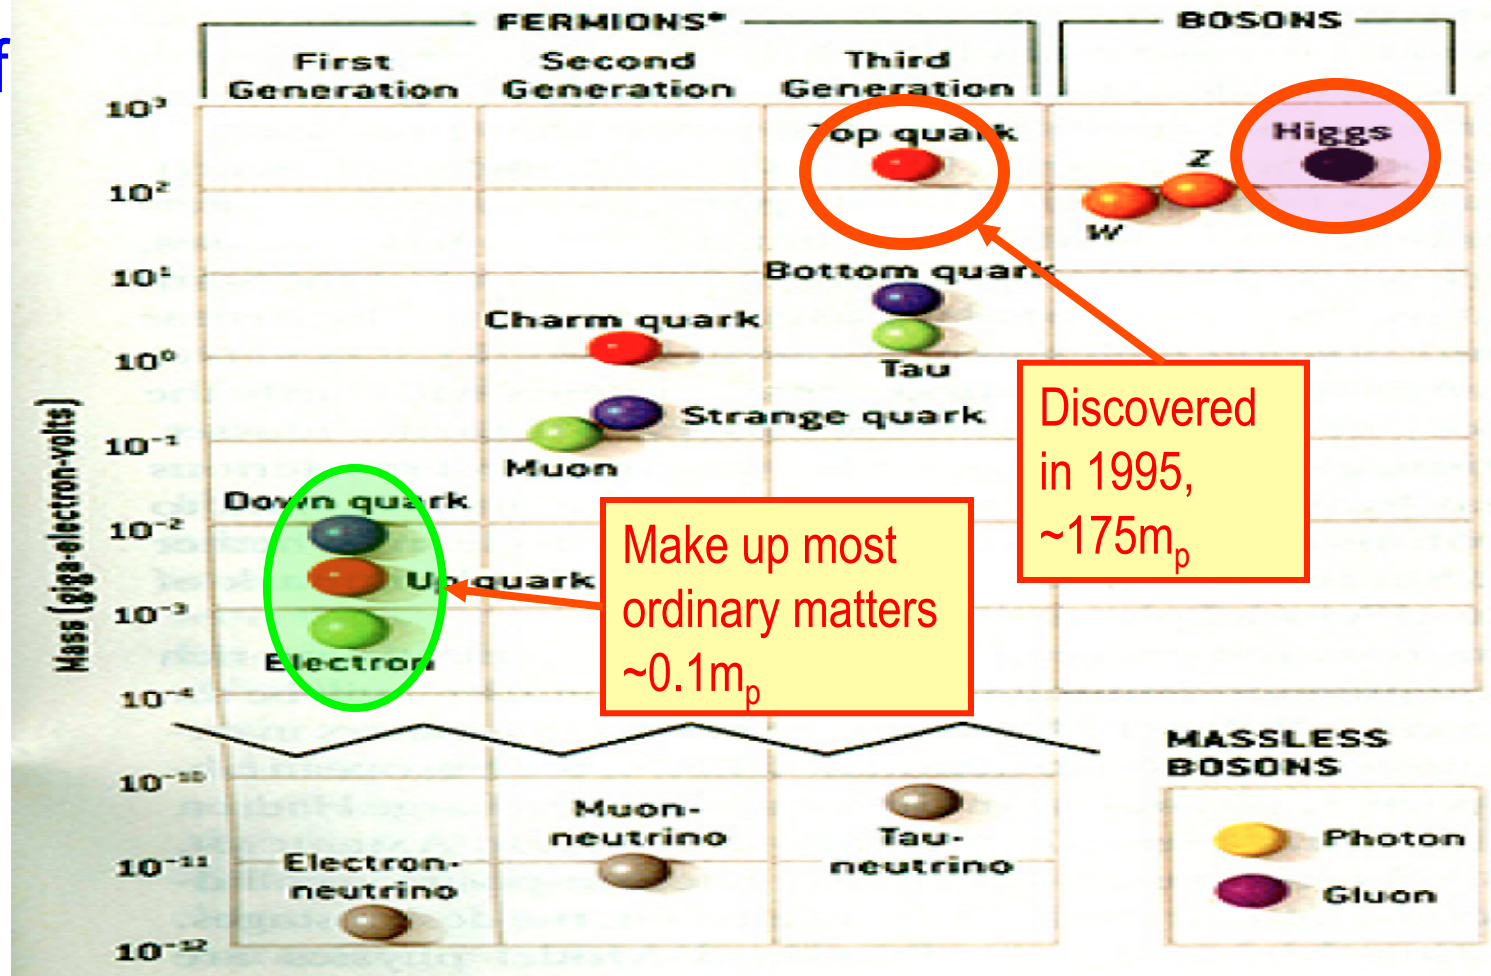 f
FERMIONS*
BOSONS
First
Generation
Second
Generation
Third
Generation
10³
10²
10¹
10⁰
10⁻¹
10⁻²
10⁻³
10⁻⁴
10⁻¹⁰
10⁻¹¹
10⁻¹²
Mass (giga-electron-volts)
Top quark
Higgs
Z
W
Bottom quark
Charm quark
Tau
Strange quark
Muon
Down quark
Up quark
Electron
Discovered
in 1995,
~175mₚ
Make up most
ordinary matters
~0.1mₚ
Muon-
neutrino
Tau-
neutrino
Electron-
neutrino
MASSLESS
BOSONS
Photon
Gluon